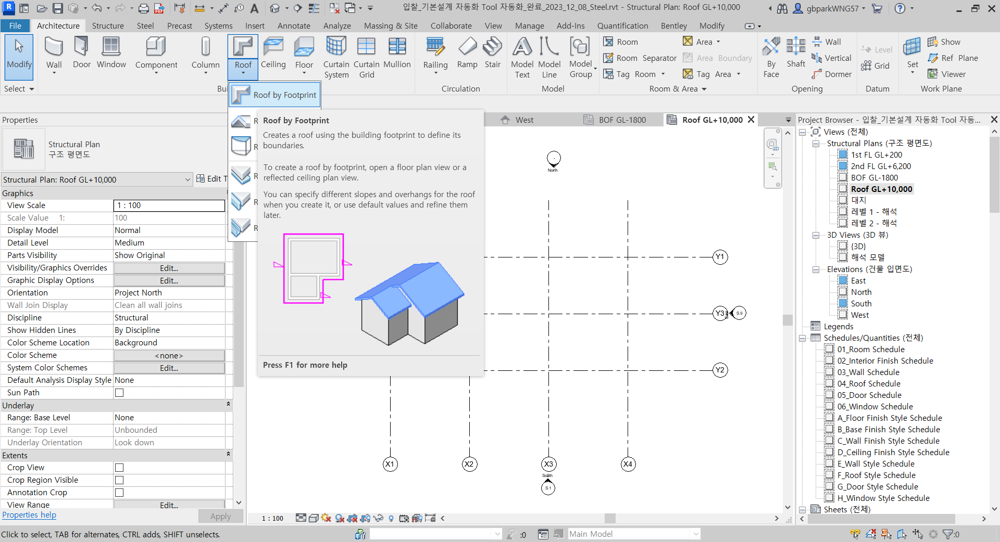 입찰_기본설계 자동화 Tool 자동화_완료_2023_12_08_Steel.rvt - Structural Plan: Roof GL+10,000
gbparkWNG57
File
Architecture
Structure
Steel
Precast
Systems
Insert
Annotate
Analyze
Massing & Site
Collaborate
View
Manage
Add-Ins
Quantification
Bentley
Modify
Modify
Wall
Door
Window
Component
Column
Roof
Ceiling
Floor
Curtain System
Curtain Grid
Mullion
Railing
Ramp
Stair
Model Text
Model Line
Model Group
Room
Room Separator
Tag Room
Area
Area Boundary
Tag Area
By Face
Shaft
Wall
Vertical
Dormer
Level
Grid
Set
Show
Ref Plane
Viewer
Select
Circulation
Model
Room & Area
Opening
Datum
Work Plane
Roof by Footprint
Roof by Footprint
Creates a roof using the building footprint to define its
boundaries.
To create a roof by footprint, open a floor plan view or a
reflected ceiling plan view.
You can specify different slopes and overhangs for the roof
when you create it, or use default values and refine them
later.
Press F1 for more help
Properties
Structural Plan
구조 평면도
Structural Plan: Roof GL+10,000
Edit T
Graphics
View Scale 1 : 100
Scale Value 1: 100
Display Model Normal
Detail Level Medium
Parts Visibility Show Original
Visibility/Graphics Overrides Edit...
Graphic Display Options Edit...
Orientation Project North
Wall Join Display Clean all wall joins
Discipline Structural
Show Hidden Lines By Discipline
Color Scheme Location Background
Color Scheme <none>
System Color Schemes Edit...
Default Analysis Display Style None
Sun Path
Underlay
Range: Base Level None
Range: Top Level Unbounded
Underlay Orientation Look down
Extents
Crop View
Crop Region Visible
Annotation Crop
View Range Edit...
Properties help
Apply
West
BOF GL-1800
Roof GL+10,000
2D
North
Y1
Y3
S.9
Y2
X1
X2
X3
X4
South
S.1
1 : 100
Project Browser - 입찰_기본설계 자동화 Tool 자동...
Views (전체)
Structural Plans (구조 평면도)
1st FL GL+200
2nd FL GL+6,200
BOF GL-1800
Roof GL+10,000
대지
레벨 1 - 해석
레벨 2 - 해석
3D Views (3D 뷰)
{3D}
해석 모델
Elevations (건물 입면도)
East
North
South
West
Legends
Schedules/Quantities (전체)
01_Room Schedule
02_Interior Finish Schedule
03_Wall Schedule
04_Roof Schedule
05_Door Schedule
06_Window Schedule
A_Floor Finish Style Schedule
B_Base Finish Style Schedule
C_Wall Finish Style Schedule
D_Ceiling Finish Style Schedule
E_Wall Style Schedule
F_Roof Style Schedule
G_Door Style Schedule
H_Window Style Schedule
Sheets (전체)
Click to select, TAB for alternates, CTRL adds, SHIFT unselects.
:0
Main Model
:0